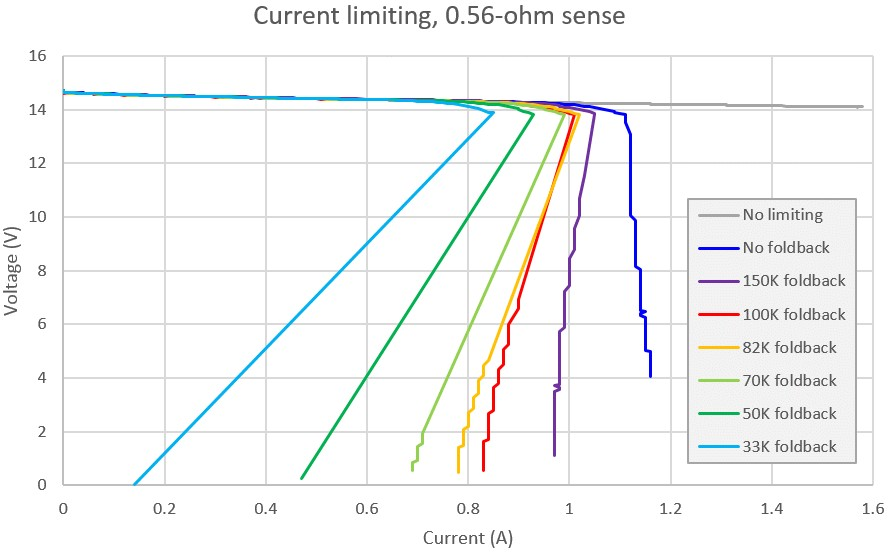 Current limiting, 0.56-ohm sense
16
14
12
10
8
6
4
2
0
Voltage (V)
No limiting
No foldback
150K foldback
100K foldback
82K foldback
70K foldback
50K foldback
33K foldback
0 0.2 0.4 0.6 0.8 1 1.2 1.4 1.6
Current (A)